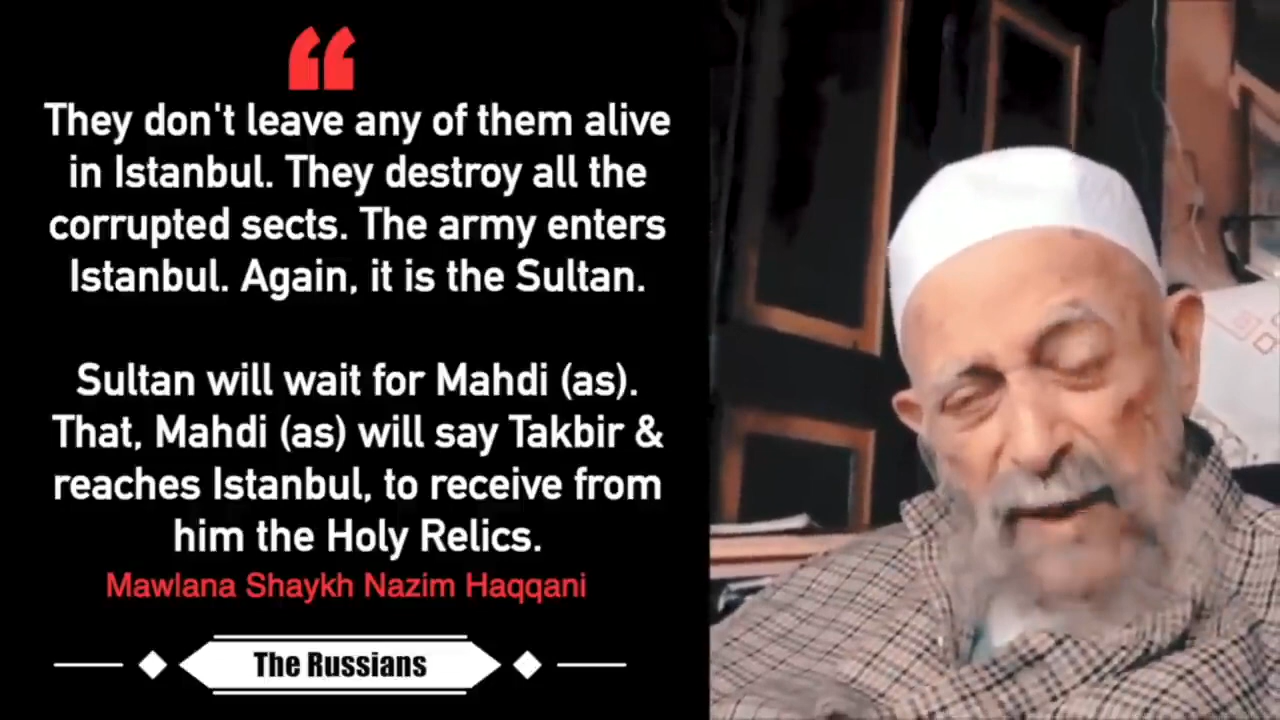 They don't leave any of them alive
in Istanbul. They destroy all the
corrupted sects. The army enters
Istanbul. Again, it is the Sultan.
Sultan will wait for Mahdi (as).
That, Mahdi (as) will say Takbir &
reaches Istanbul, to receive from
him the Holy Relics.
Mawlana Shaykh Nazim Haqqani
The Russians